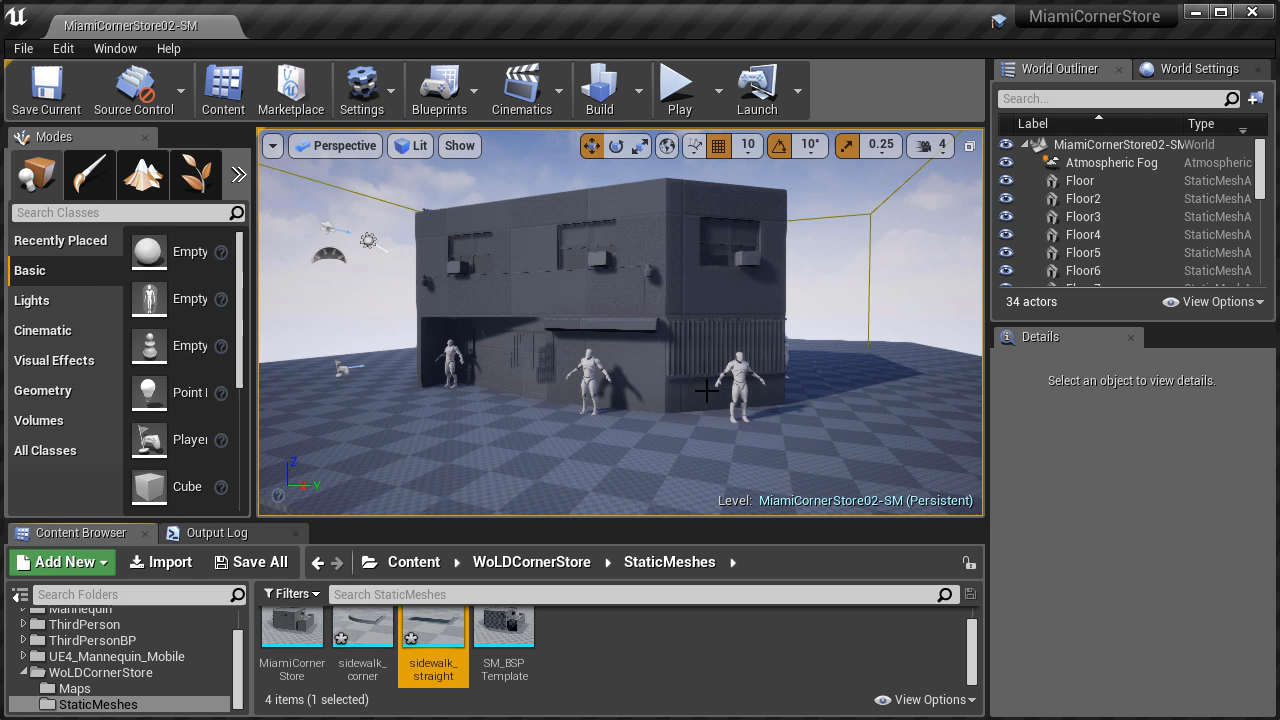 MiamiCornerStore02-SM
MiamiCornerStore
File Edit Window Help
Save Current Source Control Content Marketplace Settings Blueprints Cinematics Build Play Launch
World Outliner World Settings
Search...
Label Type
MiamiCornerStore02-SM World
Atmospheric Fog Atmospheric
Floor StaticMeshA
Floor2 StaticMeshA
Floor3 StaticMeshA
Floor4 StaticMeshA
Floor5 StaticMeshA
Floor6 StaticMeshA
34 actors View Options
Details
Select an object to view details.
Modes
Search Classes
Recently Placed
Basic
Lights
Cinematic
Visual Effects
Geometry
Volumes
All Classes
Empty
Empty
Empty
Point
Player
Cube
Perspective Lit Show 10 10° 0.25 4
Z
X Y
Level: MiamiCornerStore02-SM (Persistent)
Content Browser Output Log
Add New Import Save All Content WoLDCornerStore StaticMeshes
Search Folders
Mannequin
ThirdPerson
ThirdPersonBP
UE4_Mannequin_Mobile
WoLDCornerStore
Maps
StaticMeshes
Filters Search StaticMeshes
MiamiCorner
Store
sidewalk_
corner
sidewalk_
straight
SM_BSP
Template
4 items (1 selected) View Options